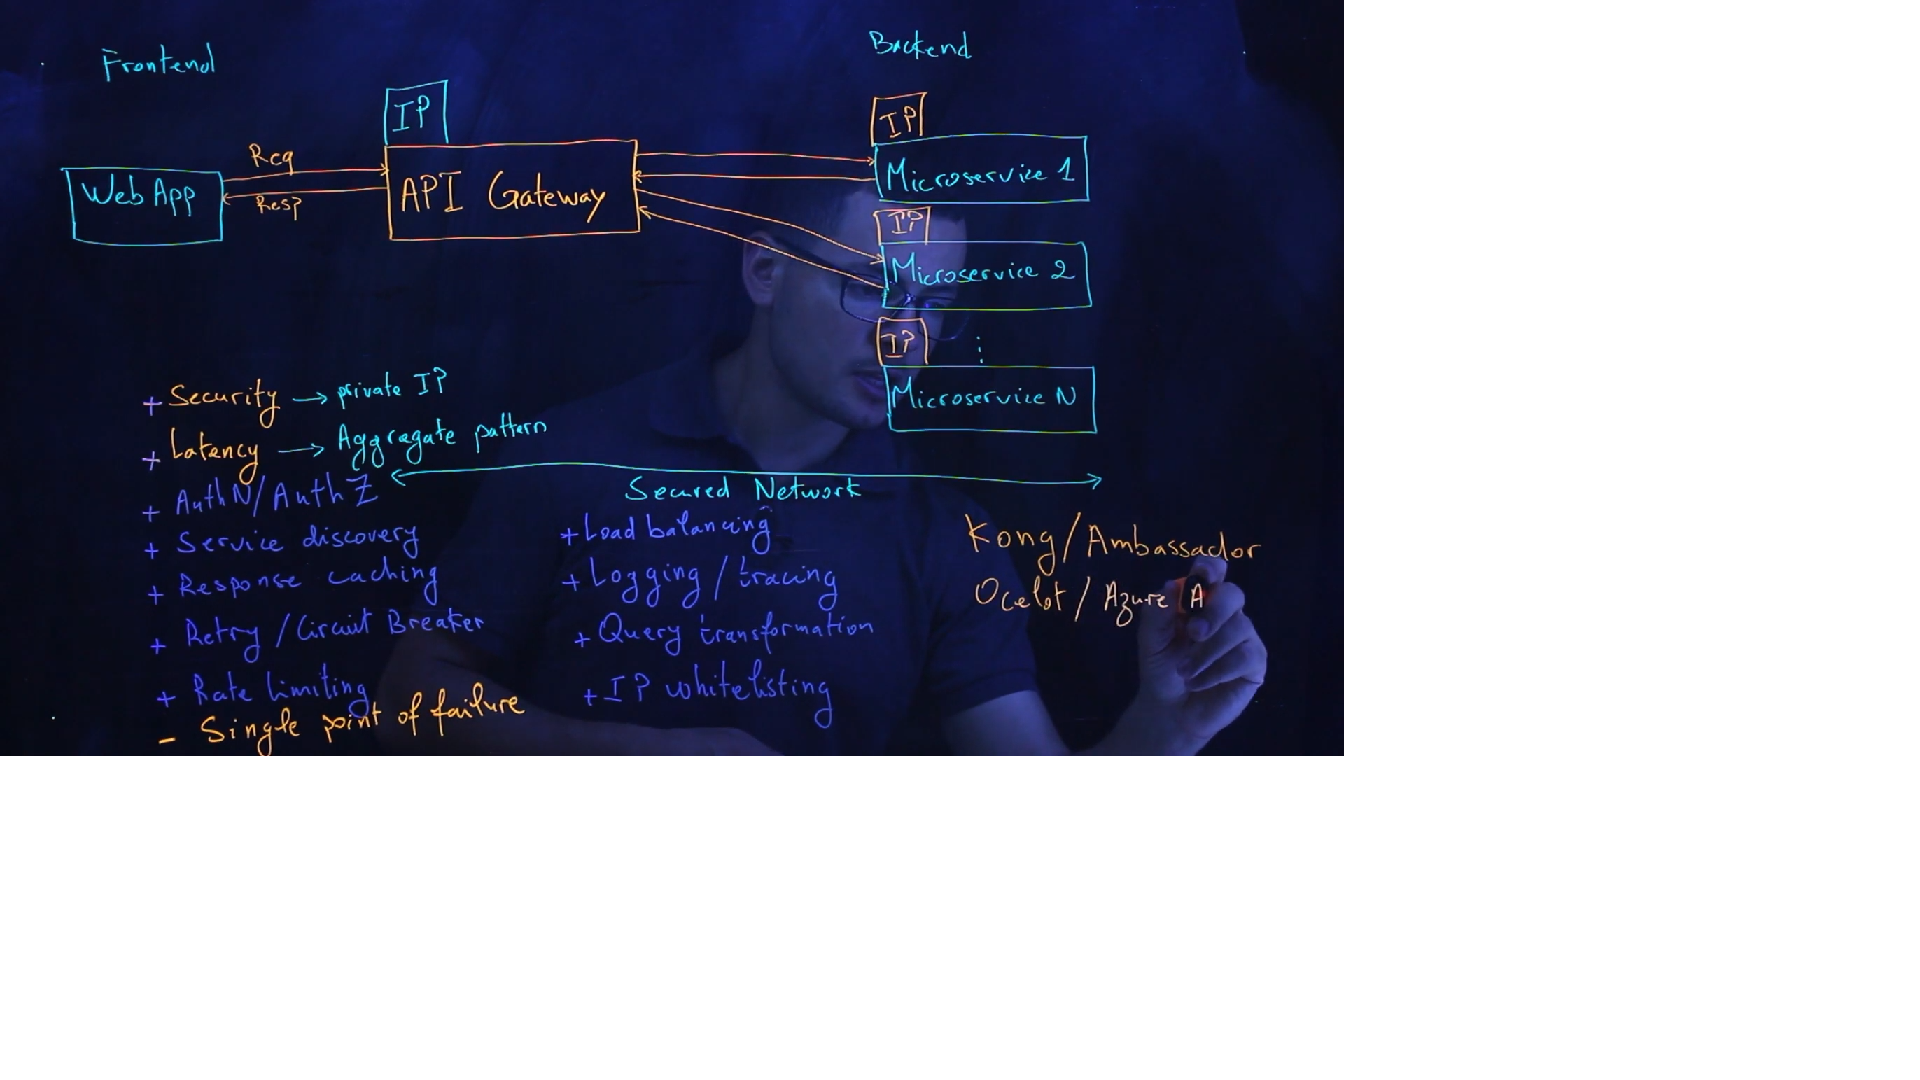 Frontend
Backend
IP
IP
Req
Web App
Resp
API Gateway
Microservice 1
IP
Microservice 2
IP
Microservice N
+ Security → private IP
+ Latency → Aggregate pattern
+ AuthN/AuthZ
Secured Network
+ Service discovery
+ Response caching
+ Retry/Circuit Breaker
+ Rate limiting
- Single point of failure
+ Load balancing
+ Logging/tracing
+ Query transformation
+ IP whitelisting
Kong/Ambassador
Ocelot/Azure A